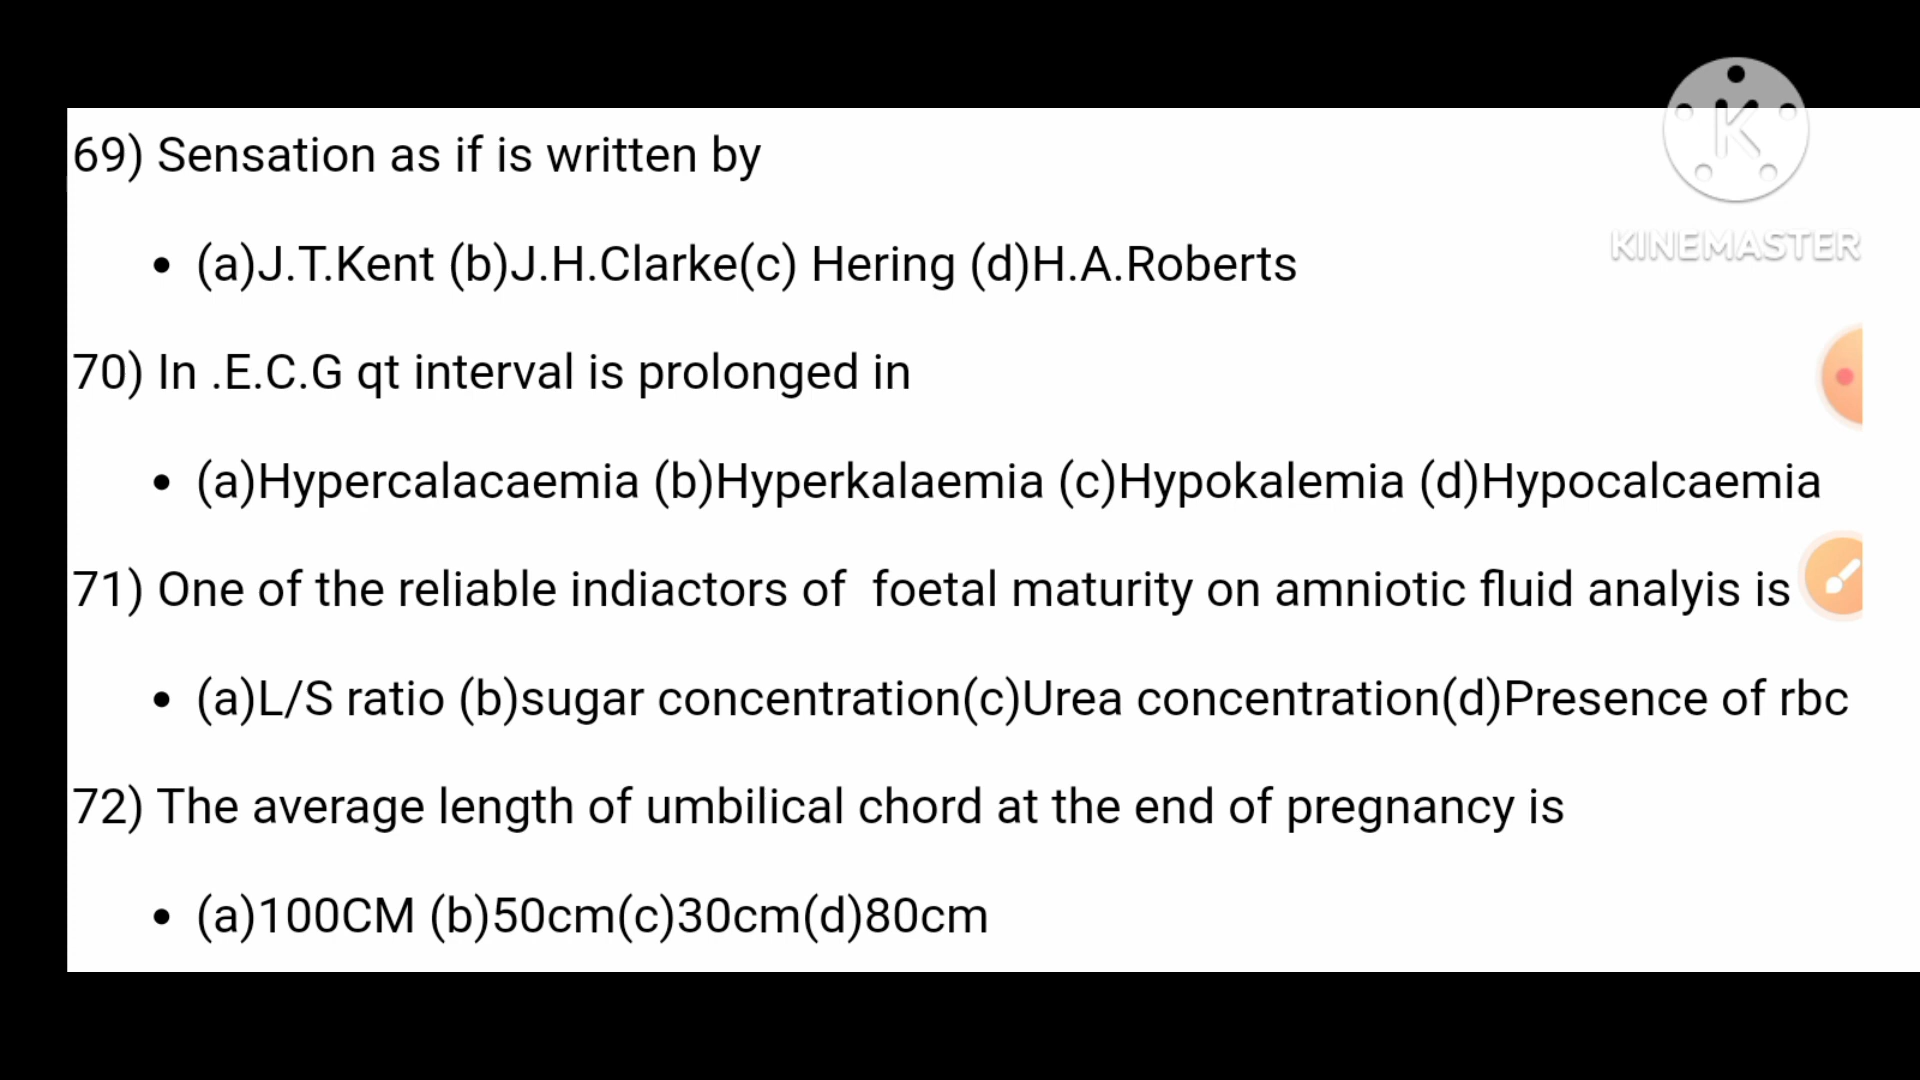 69) Sensation as if is written by
• (a)J.T.Kent (b)J.H.Clarke(c) Hering (d)H.A.Roberts
70) In .E.C.G qt interval is prolonged in
• (a)Hypercalacaemia (b)Hyperkalaemia (c)Hypokalemia (d)Hypocalcaemia
71) One of the reliable indiactors of  foetal maturity on amniotic fluid analyis is
• (a)L/S ratio (b)sugar concentration(c)Urea concentration(d)Presence of rbc
72) The average length of umbilical chord at the end of pregnancy is
• (a)100CM (b)50cm(c)30cm(d)80cm
K
KINEMASTER